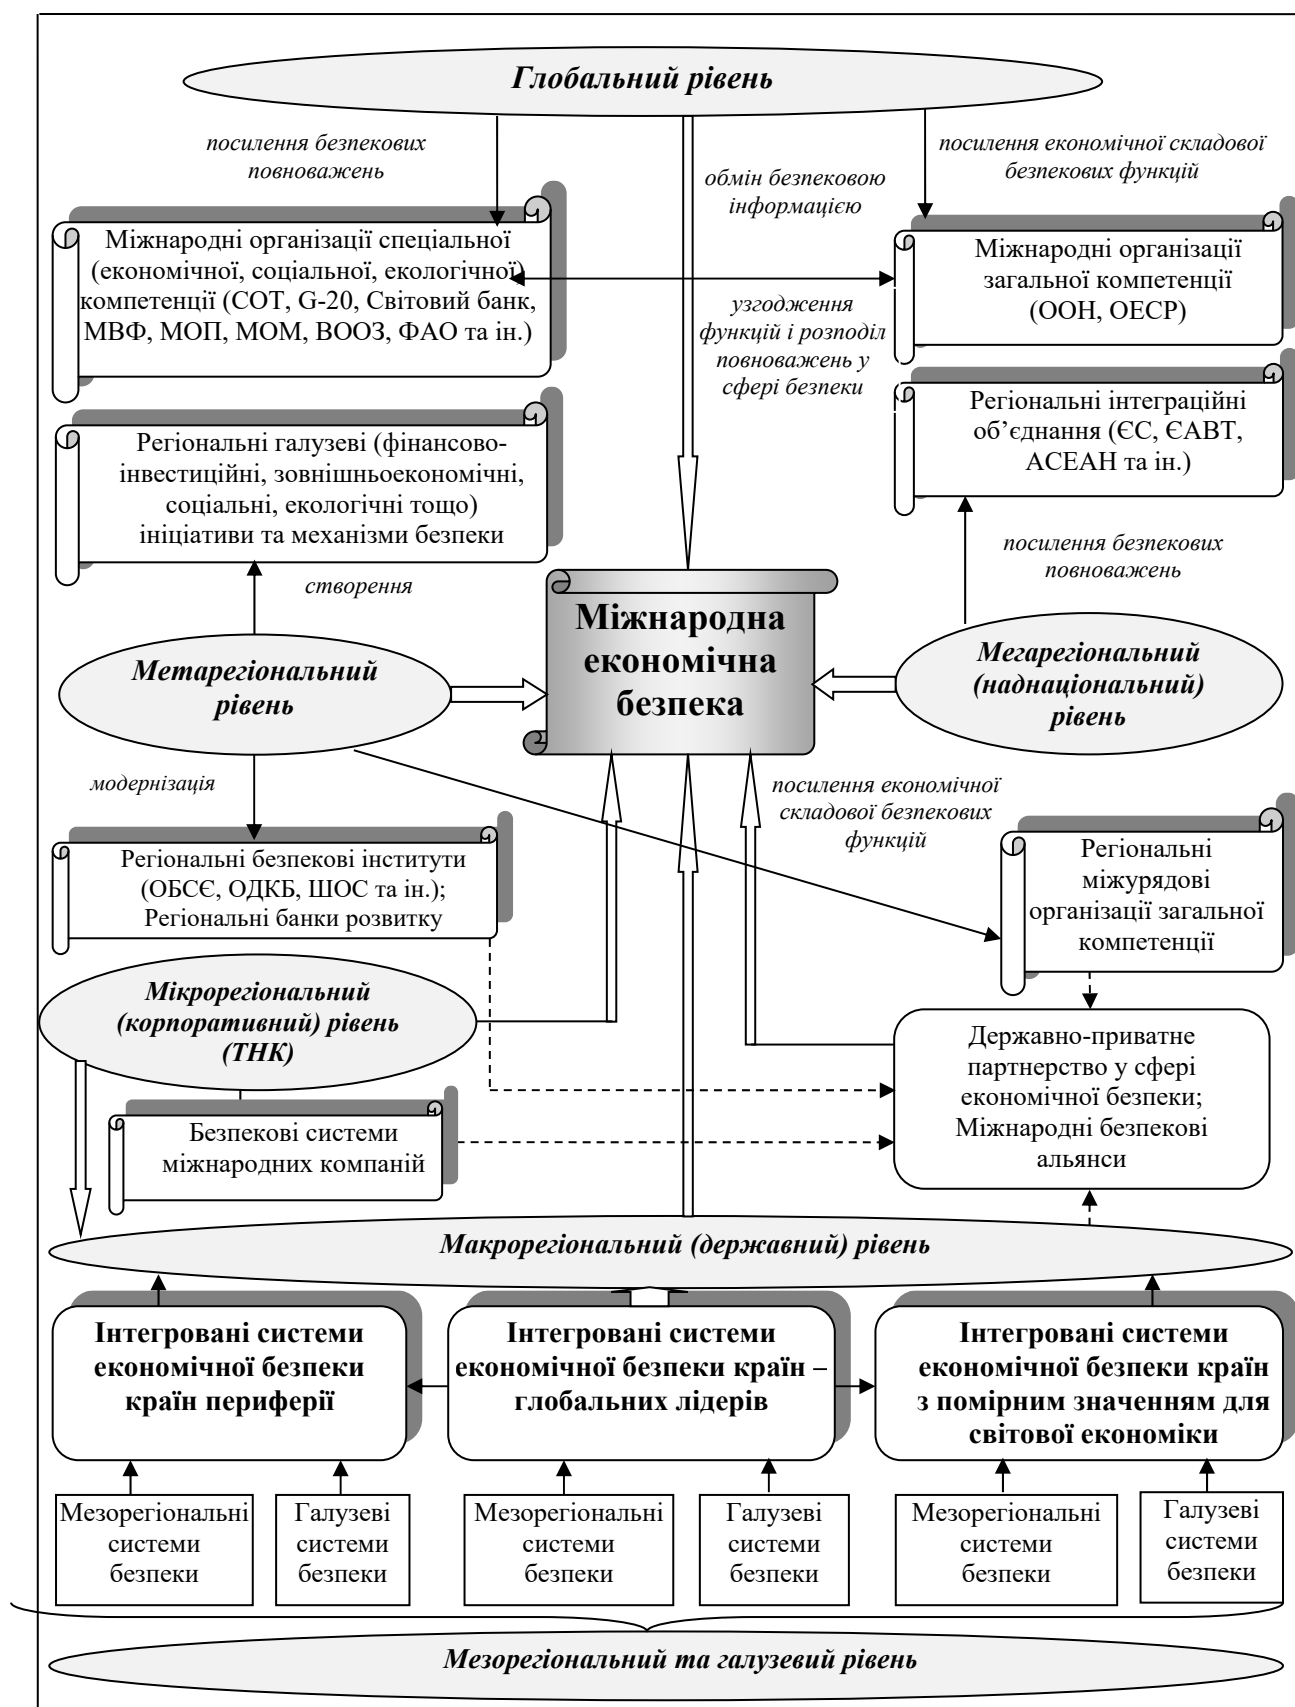 Глобальний рівень
посилення безпекових
повноважень
обмін безпековою
інформацією
посилення економічної складової
безпекових функцій
Міжнародні організації спеціальної
(економічної, соціальної, екологічної)
компетенції (СОТ, G-20, Світовий банк,
МВФ, МОП, МОМ, ВООЗ, ФАО та ін.)
Міжнародні організації
загальної компетенції
(ООН, ОЕСР)
узгодження
функцій і розподіл
повноважень у
сфері безпеки
Регіональні галузеві (фінансово-
інвестиційні, зовнішньоекономічні,
соціальні, екологічні тощо)
ініціативи та механізми безпеки
Регіональні інтеграційні
об’єднання (ЄС, ЄАВТ,
АСЕАН та ін.)
створення
посилення безпекових
повноважень
Міжнародна
економічна
безпека
Метарегіональний
рівень
Мегарегіональний
(наднаціональний)
рівень
модернізація
посилення економічної
складової безпекових
функцій
Регіональні безпекові інститути
(ОБСЄ, ОДКБ, ШОС та ін.);
Регіональні банки розвитку
Регіональні
міжурядові
організації загальної
компетенції
Мікрорегіональний
(корпоративний) рівень
(ТНК)
Державно-приватне
партнерство у сфері
економічної безпеки;
Міжнародні безпекові
альянси
Безпекові системи
міжнародних компаній
Макрорегіональний (державний) рівень
Інтегровані системи
економічної безпеки
країн периферії
Інтегровані системи
економічної безпеки країн –
глобальних лідерів
Інтегровані системи
економічної безпеки країн
з помірним значенням для
світової економіки
Мезорегіональні
системи
безпеки
Галузеві
системи
безпеки
Мезорегіональні
системи
безпеки
Галузеві
системи
безпеки
Мезорегіональні
системи
безпеки
Галузеві
системи
безпеки
Мезорегіональний та галузевий рівень